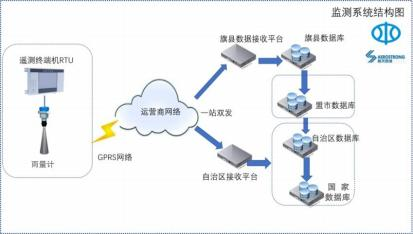 监测系统结构图
旗县数据接收平台
旗县数据库
遥测终端机RTU
AEROSTRONG
运营商网络
一站双发
盟市数据库
自治区数据库
GPRS网络
雨量计
自治区接收平台
国 家
数据库